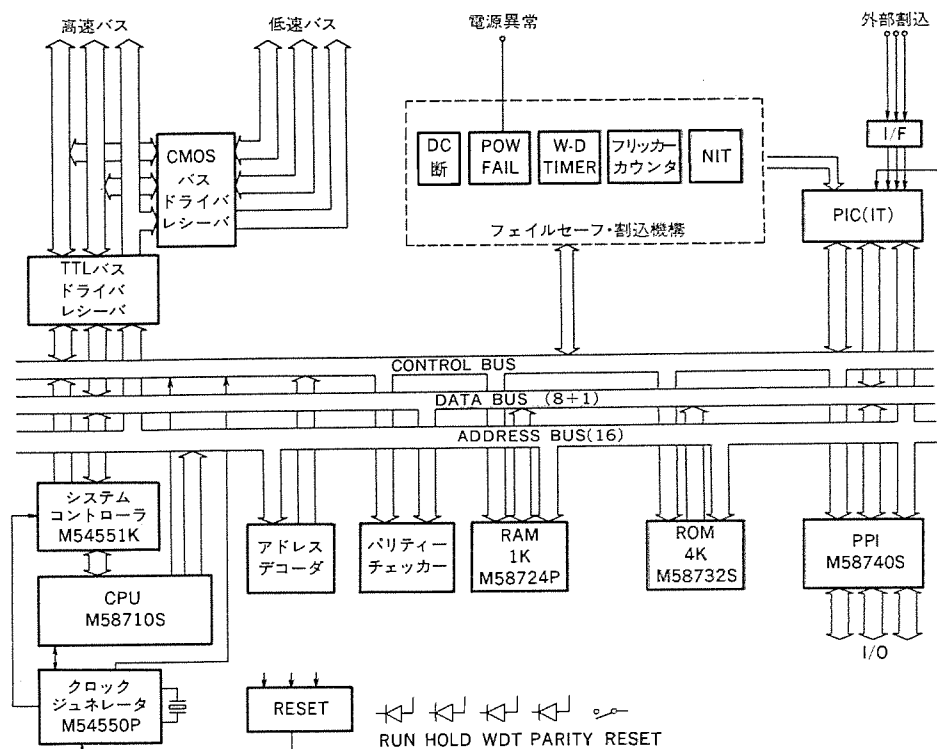 高速バス
低速バス
電源異常
外部割込
CMOS
バス
ドライバ
レシーバ
DC
断
POW
FAIL
W-D
TIMER
フリッカー
カウンタ
NIT
I/F
フェイルセーフ・割込機構
PIC(IT)
TTLバス
ドライバ
レシーバ
CONTROL BUS
DATA BUS (8+1)
ADDRESS BUS(16)
システム
コントローラ
M54551K
アドレス
デコーダ
パリティー
チェッカー
RAM
1K
M58724P
ROM
4K
M58732S
PPI
M58740S
CPU
M58710S
I/O
クロック
ジュネレータ
M54550P
RESET
RUN HOLD WDT PARITY RESET